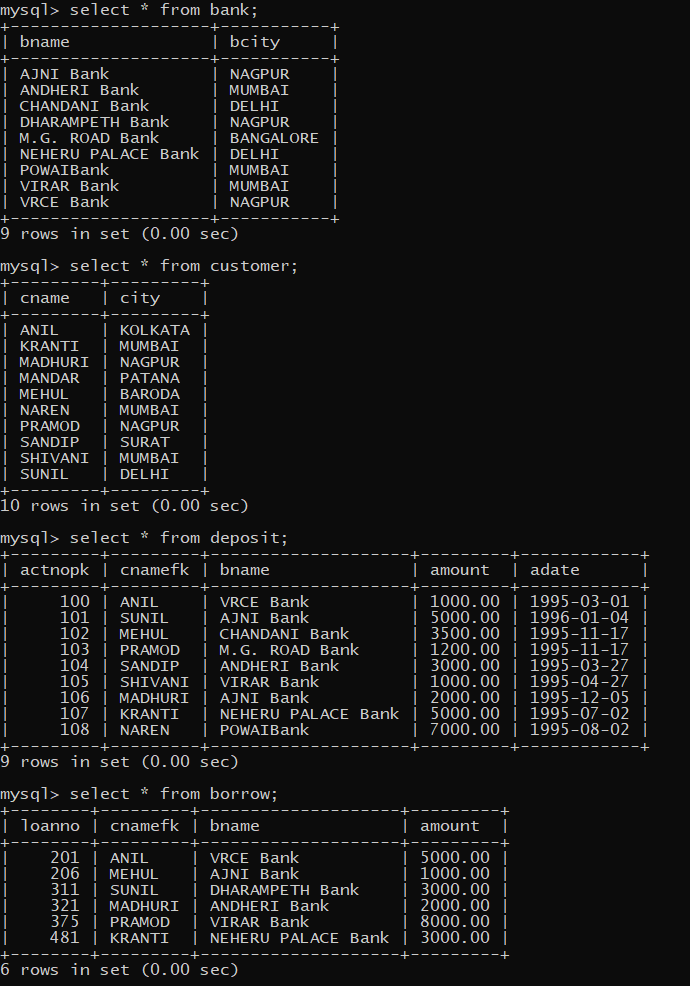 mysql> select * from bank;
+--------------------+-----------+
| bname              | bcity     |
+--------------------+-----------+
| AJNI Bank          | NAGPUR    |
| ANDHERI Bank       | MUMBAI    |
| CHANDANI Bank      | DELHI     |
| DHARAMPETH Bank    | NAGPUR    |
| M.G. ROAD Bank     | BANGALORE |
| NEHERU PALACE Bank | DELHI     |
| POWAIBank          | MUMBAI    |
| VIRAR Bank         | MUMBAI    |
| VRCE Bank          | NAGPUR    |
+--------------------+-----------+
9 rows in set (0.00 sec)

mysql> select * from customer;
+---------+---------+
| cname   | city    |
+---------+---------+
| ANIL    | KOLKATA |
| KRANTI  | MUMBAI  |
| MADHURI | NAGPUR  |
| MANDAR  | PATANA  |
| MEHUL   | BARODA  |
| NAREN   | MUMBAI  |
| PRAMOD  | NAGPUR  |
| SANDIP  | SURAT   |
| SHIVANI | MUMBAI  |
| SUNIL   | DELHI   |
+---------+---------+
10 rows in set (0.00 sec)

mysql> select * from deposit;
+---------+---------+--------------------+---------+------------+
| actnopk | cnamefk | bname              | amount  | adate      |
+---------+---------+--------------------+---------+------------+
|     100 | ANIL    | VRCE Bank          | 1000.00 | 1995-03-01 |
|     101 | SUNIL   | AJNI Bank          | 5000.00 | 1996-01-04 |
|     102 | MEHUL   | CHANDANI Bank      | 3500.00 | 1995-11-17 |
|     103 | PRAMOD  | M.G. ROAD Bank     | 1200.00 | 1995-11-17 |
|     104 | SANDIP  | ANDHERI Bank       | 3000.00 | 1995-03-27 |
|     105 | SHIVANI | VIRAR Bank         | 1000.00 | 1995-04-27 |
|     106 | MADHURI | AJNI Bank          | 2000.00 | 1995-12-05 |
|     107 | KRANTI  | NEHERU PALACE Bank | 5000.00 | 1995-07-02 |
|     108 | NAREN   | POWAIBank          | 7000.00 | 1995-08-02 |
+---------+---------+--------------------+---------+------------+
9 rows in set (0.00 sec)

mysql> select * from borrow;
+--------+---------+--------------------+---------+
| loanno | cnamefk | bname              | amount  |
+--------+---------+--------------------+---------+
|    201 | ANIL    | VRCE Bank          | 5000.00 |
|    206 | MEHUL   | AJNI Bank          | 1000.00 |
|    311 | SUNIL   | DHARAMPETH Bank    | 3000.00 |
|    321 | MADHURI | ANDHERI Bank       | 2000.00 |
|    375 | PRAMOD  | VIRAR Bank         | 8000.00 |
|    481 | KRANTI  | NEHERU PALACE Bank | 3000.00 |
+--------+---------+--------------------+---------+
6 rows in set (0.00 sec)